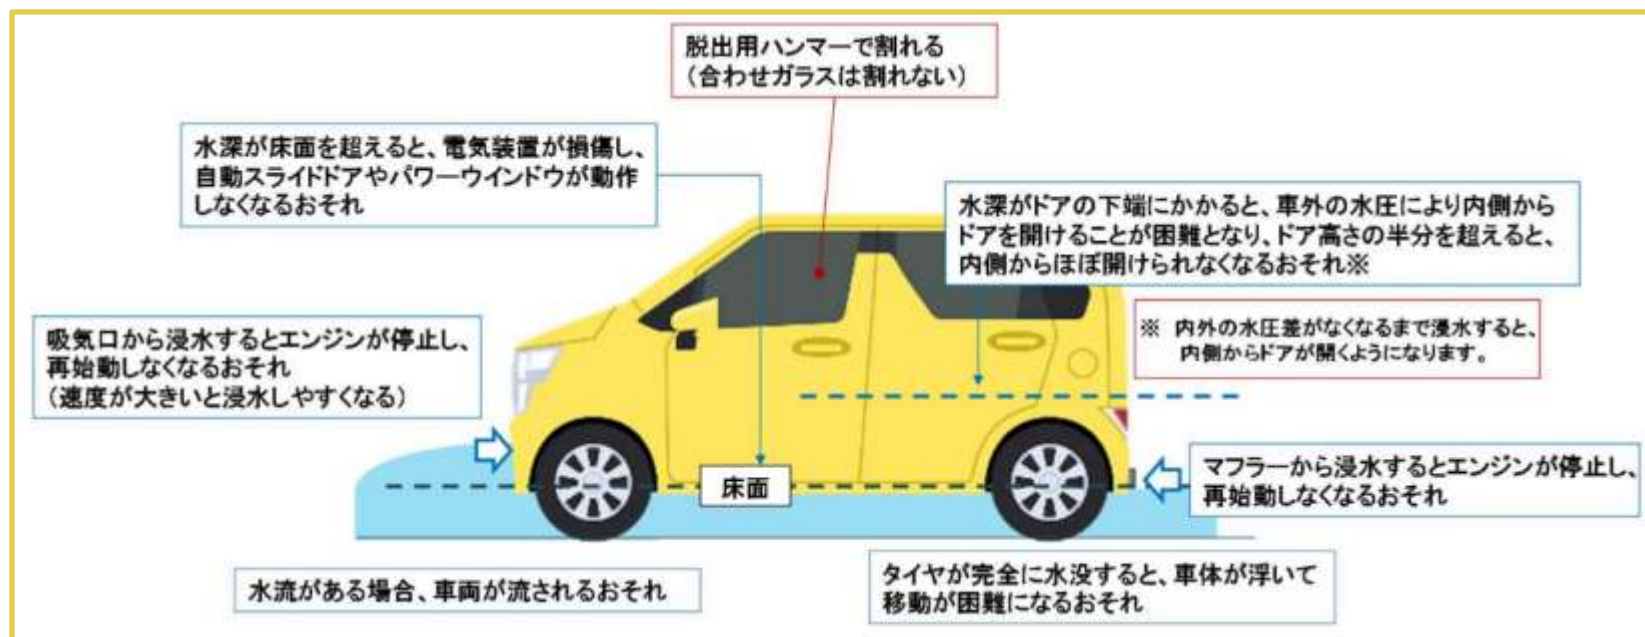 脱出用ハンマーで割れる
（合わせガラスは割れない）
水深が床面を超えると、電気装置が損傷し、
自動スライドドアやパワーウインドウが動作
しなくなるおそれ
水深がドアの下端にかかると、車外の水圧により内側から
ドアを開けることが困難となり、ドア高さの半分を超えると、
内側からほぼ開けられなくなるおそれ※
※ 内外の水圧差がなくなるまで浸水すると、
内側からドアが開くようになります。
吸気口から浸水するとエンジンが停止し、
再始動しなくなるおそれ
（速度が大きいと浸水しやすくなる）
床面
マフラーから浸水するとエンジンが停止し、
再始動しなくなるおそれ
水流がある場合、車両が流されるおそれ
タイヤが完全に水没すると、車体が浮いて
移動が困難になるおそれ